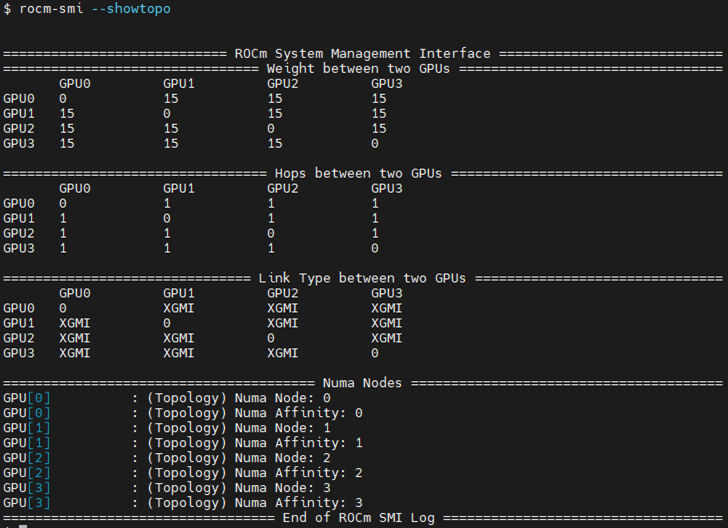 $ rocm-smi --showtopo
============================ ROCm System Management Interface ============================
================================ Weight between two GPUs =================================
GPU0 GPU1 GPU2 GPU3
GPU0 0 15 15 15
GPU1 15 0 15 15
GPU2 15 15 0 15
GPU3 15 15 15 0
================================= Hops between two GPUs ==================================
GPU0 GPU1 GPU2 GPU3
GPU0 0 1 1 1
GPU1 1 0 1 1
GPU2 1 1 0 1
GPU3 1 1 1 0
=============================== Link Type between two GPUs ===============================
GPU0 GPU1 GPU2 GPU3
GPU0 0 XGMI XGMI XGMI
GPU1 XGMI 0 XGMI XGMI
GPU2 XGMI XGMI 0 XGMI
GPU3 XGMI XGMI XGMI 0
======================================= Numa Nodes =======================================
GPU[0] : (Topology) Numa Node: 0
GPU[0] : (Topology) Numa Affinity: 0
GPU[1] : (Topology) Numa Node: 1
GPU[1] : (Topology) Numa Affinity: 1
GPU[2] : (Topology) Numa Node: 2
GPU[2] : (Topology) Numa Affinity: 2
GPU[3] : (Topology) Numa Node: 3
GPU[3] : (Topology) Numa Affinity: 3
================================== End of ROCm SMI Log ===================================